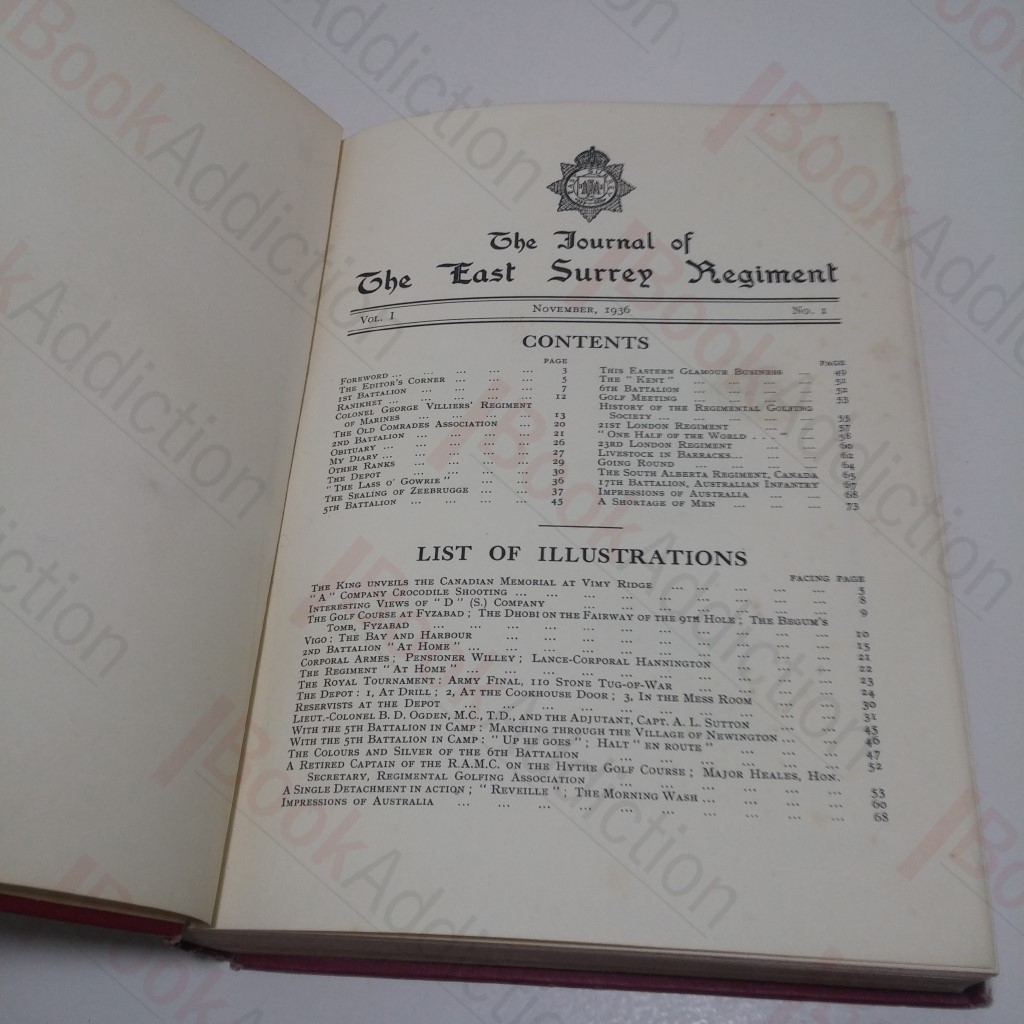 The Journal of
The East Surrey Regiment
Vol. I November, 1936 No. 1
CONTENTS
PAGE
Foreword ... ... ... ... ... 3
The Editor's Corner ... ... ... ... 5
1st Battalion ... ... ... ... ... 7
Ranikhet ... ... ... ... ... 12
Colonel George Villiers' Regiment
of Marines ... ... ... ... 13
The Old Comrades Association ... 20
2nd Battalion ... ... ... ... 21
Obituary ... ... ... ... ... 26
My Diary ... ... ... ... ... 27
Other Ranks ... ... ... ... 29
The Depot ... ... ... ... ... 30
"The Lass o' Gowrie" ... ... ... 36
The Sealing of Zeebrugge ... ... 37
5th Battalion ... ... ... ... 45
PAGE
This Eastern Glamour Business ... 49
The "Kent" ... ... ... ... 52
6th Battalion ... ... ... ... 52
Golf Meeting ... ... ... ... 53
History of the Regimental Golfing
Society ... ... ... ... ... 55
21st London Regiment ... ... ... 57
"One Half of the World ... - ... 58
23rd London Regiment ... ... ... 60
Livestock in Barracks... ... ... 62
Going Round ... ... ... ... 64
The South Alberta Regiment, Canada 65
17th Battalion, Australian Infantry 67
Impressions of Australia ... ... 68
A Shortage of Men ... ... ... 73
LIST OF ILLUSTRATIONS
FACING PAGE
The King unveils the Canadian Memorial at Vimy Ridge ... ... ... ... 5
"A" Company Crocodile Shooting ... ... ... ... ... ... ... 8
Interesting Views of "D" (S.) Company ... ... ... ... ... ... 9
The Golf Course at Fyzabad ; The Dhobi on the Fairway of the 9th Hole ; The Begum's
Tomb, Fyzabad ... ... ... ... ... ... ... ... 10
Vigo : The Bay and Harbour ... ... ... ... ... ... ... 15
2nd Battalion "At Home" ... ... ... ... ... ... ... 21
Corporal Armes ; Pensioner Willey ; Lance-Corporal Hannington ... ... ... 22
The Regiment "At Home" ... ... ... ... ... ... ... 23
The Royal Tournament : Army Final, 110 Stone Tug-of-War ... ... ... 24
The Depot : 1, At Drill ; 2, At the Cookhouse Door ; 3, In the Mess Room ... ... 30
Reservists at the Depot ... ... ... ... ... ... ... 31
Lieut.-Colonel B. D. Ogden, M.C., T.D., and the Adjutant, Capt. A. L. Sutton ... ... 45
With the 5th Battalion in Camp : Marching through the Village of Newington ... ... 46
With the 5th Battalion in Camp : "Up he goes" ; Halt "en route" ... ... 47
The Colours and Silver of the 6th Battalion ... ... ... ... 52
A Retired Captain of the R.A.M.C. on the Hythe Golf Course ; Major Heales, Hon.
Secretary, Regimental Golfing Association ... ... ... ... ... 53
A Single Detachment in action ; "Reveille" ; The Morning Wash ... ... ... 60
Impressions of Australia ... ... ... ... ... ... ... ... 68